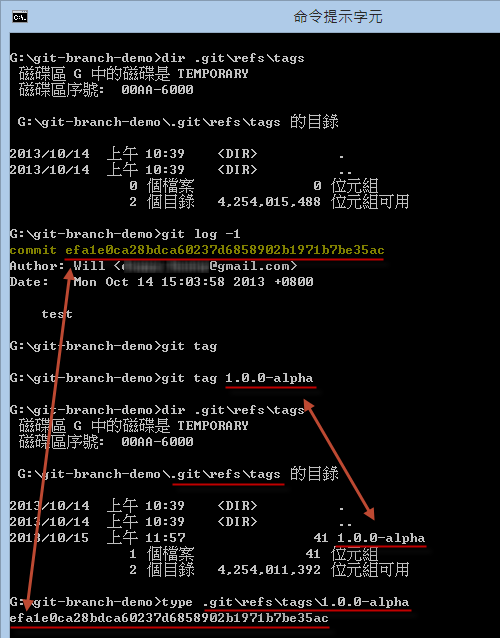 命令提示字元
G:\git-branch-demo>dir .git\refs\tags
磁碟區 G 中的磁碟是 TEMPORARY
磁碟區序號:  00AA-6000
G:\git-branch-demo\.git\refs\tags 的目錄
2013/10/14  上午 10:39    <DIR>          .
2013/10/14  上午 10:39    <DIR>          ..
0 個檔案               0 位元組
2 個目錄   4,254,015,488 位元組可用
G:\git-branch-demo>git log -1
commit efa1e0ca28bdca60237d6858902b1971b7be35ac
Author: Will <@gmail.com>
Date:   Mon Oct 14 15:03:58 2013 +0800
test
G:\git-branch-demo>git tag
G:\git-branch-demo>git tag 1.0.0-alpha
G:\git-branch-demo>dir .git\refs\tags
磁碟區 G 中的磁碟是 TEMPORARY
磁碟區序號:  00AA-6000
G:\git-branch-demo\.git\refs\tags 的目錄
2013/10/14  上午 10:39    <DIR>          .
2013/10/14  上午 10:39    <DIR>          ..
2013/10/15  上午 11:57                41 1.0.0-alpha
1 個檔案              41 位元組
2 個目錄   4,254,011,392 位元組可用
G:\git-branch-demo>type .git\refs\tags\1.0.0-alpha
efa1e0ca28bdca60237d6858902b1971b7be35ac